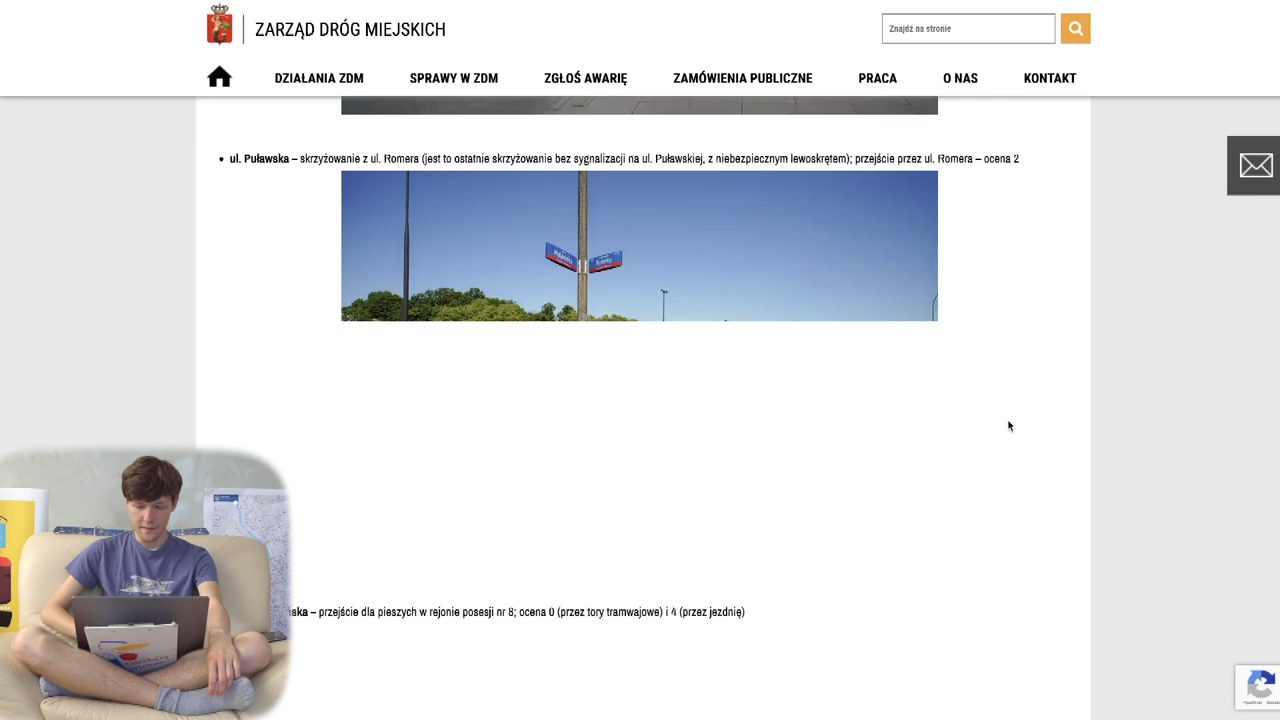 ZARZĄD DRÓG MIEJSKICH
Znajdź na stronie
DZIAŁANIA ZDM SPRAWY W ZDM ZGŁOŚ AWARIĘ ZAMÓWIENIA PUBLICZNE PRACA O NAS KONTAKT
ul. Puławska – skrzyżowanie z ul. Romera (jest to ostatnie skrzyżowanie bez sygnalizacji na ul. Puławskiej, z niebezpiecznym lewoskrętem); przejście przez ul. Romera – ocena 2
– przejście dla pieszych w rejonie posesji nr 8; ocena 0 (przez tory tramwajowe) i 4 (przez jezdnię)